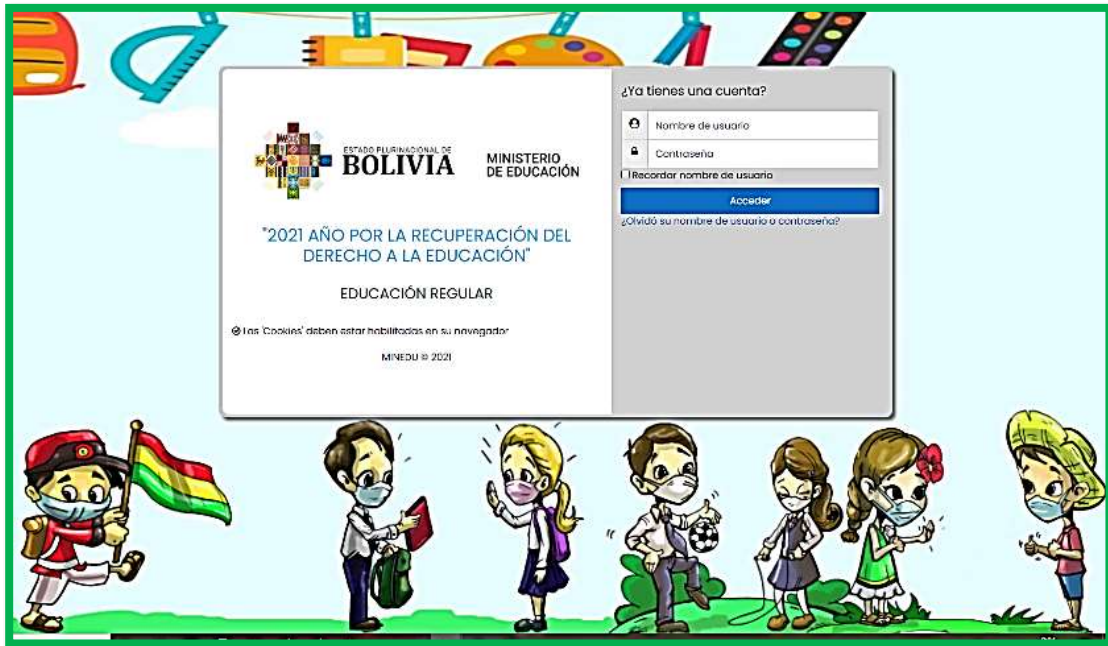 ESTADO PLURINACIONAL DE
BOLIVIA
MINISTERIO
DE EDUCACIÓN
"2021 AÑO POR LA RECUPERACIÓN DEL
DERECHO A LA EDUCACIÓN"
EDUCACIÓN REGULAR
Las 'Cookies' deben estar habilitadas en su navegador
MINEDU © 2021
¿Ya tienes una cuenta?
Nombre de usuario
Contraseña
Recordar nombre de usuario
Acceder
¿Olvidó su nombre de usuario o contraseña?